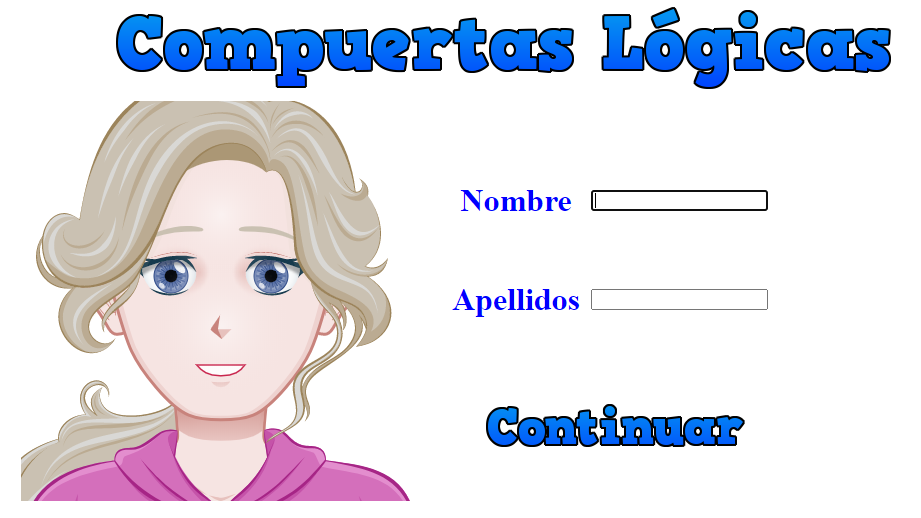 Compuertas Lógicas
Nombre
Apellidos
Continuar